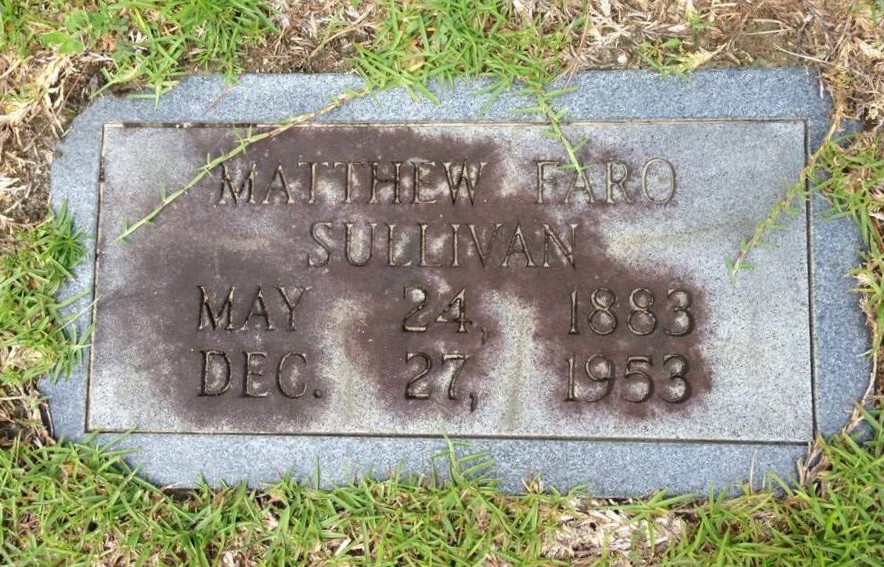 MATTHEW FARO
SULLIVAN
MAY 24, 1883
DEC. 27, 1953